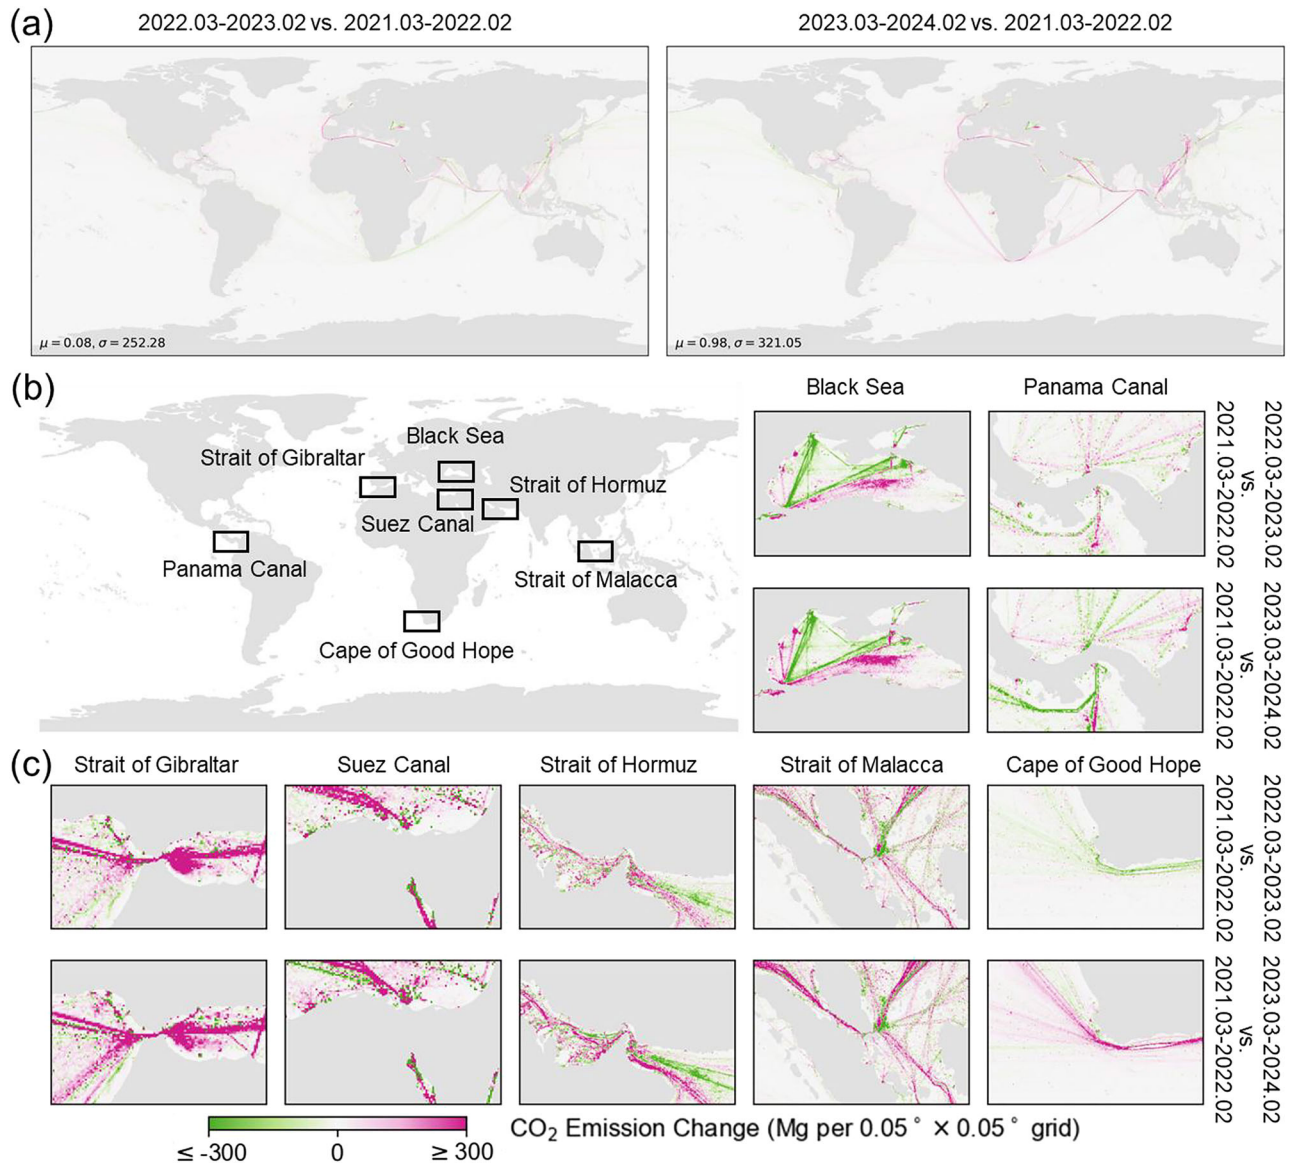 (a)
2022.03-2023.02 vs. 2021.03-2022.02
2023.03-2024.02 vs. 2021.03-2022.02
μ = 0.08, σ = 252.28
μ = 0.98, σ = 321.05
(b)
Black Sea
Strait of Gibraltar
Strait of Hormuz
Suez Canal
Panama Canal
Strait of Malacca
Cape of Good Hope
Black Sea
Panama Canal
2022.03-2023.02
vs.
2021.03-2022.02
2023.03-2024.02
vs.
2021.03-2022.02
(c)
Strait of Gibraltar
Suez Canal
Strait of Hormuz
Strait of Malacca
Cape of Good Hope
2022.03-2023.02
vs.
2021.03-2022.02
2023.03-2024.02
vs.
2021.03-2022.02
≤ -300
0
≥ 300
CO₂ Emission Change (Mg per 0.05° × 0.05° grid)